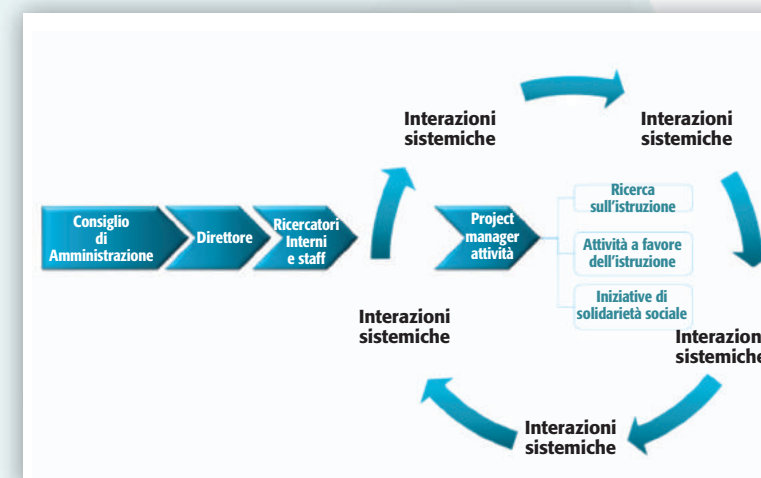 Interazioni
sistemiche
Interazioni
sistemiche
Consiglio
di
Amministrazione
Direttore
Ricercatori
Interni
e staff
Project
manager
attività
Ricerca
sull'istruzione
Attività a favore
dell'istruzione
Iniziative di
solidarietà sociale
Interazioni
sistemiche
Interazion
sistemiche
Interazioni
sistemiche